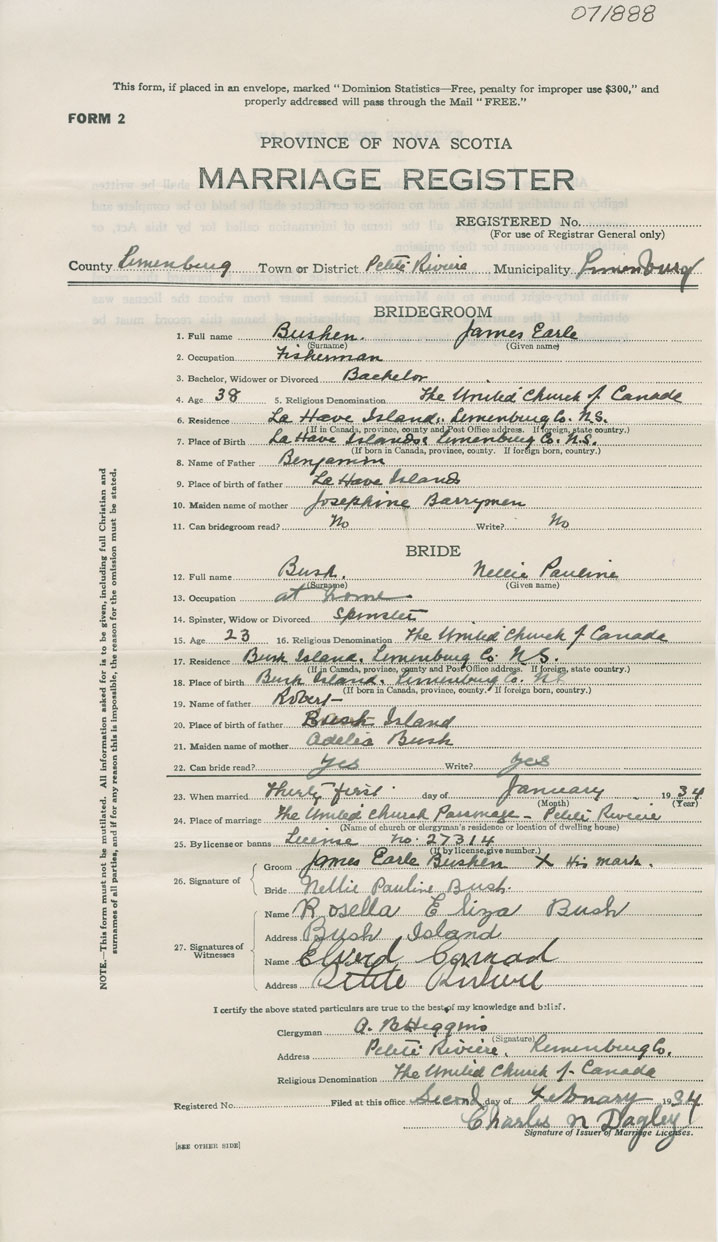 071888
This form, if placed in an envelope, marked "Dominion Statistics—Free, penalty for improper use $300," and
properly addressed will pass through the Mail "FREE."
FORM 2
PROVINCE OF NOVA SCOTIA
MARRIAGE REGISTER
REGISTERED No.
(For use of Registrar General only)
County Lunenburg Town or District Petite Riviere Municipality Lunenburg
BRIDEGROOM
1. Full name Bushen. James Earle
(Surname) (Given name)
2. Occupation Fisherman
3. Bachelor, Widower or Divorced Bachelor
4. Age 38 5. Religious Denomination The United Church of Canada
6. Residence La Have Islands, Lunenburg Co. N.S.
(If in Canada, province, county and Post Office address. If foreign, state country.)
7. Place of Birth La Have Islands, Lunenburg Co. N.S.
(If born in Canada, province, county. If foreign born, country.)
8. Name of Father Benjamin
9. Place of birth of father La Have Islands
10. Maiden name of mother Josephine Barrymen
11. Can bridegroom read? No Write? No
BRIDE
12. Full name Bush. Nellie Pauline
(Surname) (Given name)
13. Occupation at home
14. Spinster, Widow or Divorced Spinster
15. Age 23 16. Religious Denomination The United Church of Canada
17. Residence Bush Island, Lunenburg Co. N.S.
(If in Canada, province, county and Post Office address. If foreign, state country.)
18. Place of birth Bush Island, Lunenburg Co. N.S.
(If born in Canada, province, county. If foreign born, country.)
19. Name of father Robert
20. Place of birth of father Bush Island
21. Maiden name of mother Adelia Bush
22. Can bride read? Yes Write? Yes
23. When married Thirty first day of January 1934
(Month) (Year)
24. Place of marriage The United Church Parsonage - Petite Riviere
(Name of church or clergyman's residence or location of dwelling house)
25. By license or banns License no. 27314
(If by license, give number.)
26. Signature of
Groom James Earle Bushen X His mark.
Bride Nellie Pauline Bush.
27. Signatures of Witnesses
Name Rosella Eliza Bush
Address Bush Island
Name Conrad
Address Petite Riviere
I certify the above stated particulars are true to the best of my knowledge and belief.
Clergyman A. B. Higgins
(Signature)
Address Petite Riviere, Lunenburg Co.
Religious Denomination The United Church of Canada
Registered No. Filed at this office Second day of February 1934
Charles N Dagley
Signature of Issuer of Marriage Licenses.
[SEE OTHER SIDE]
NOTE.—This form must not be mutilated. All information asked for is to be given, including full Christian and
surnames of all parties, and if for any reason this is impossible, the reason for the omission must be stated.